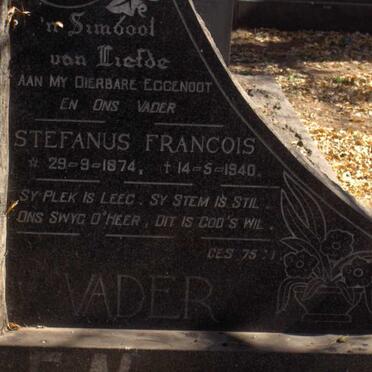 'n Simbool
van Liefde
AAN MY DIERBARE EGGENOOT
EN ONS VADER
STEFANUS FRANCOIS
* 29-9-1874, † 14-5-1940.
SY PLEK IS LEEG. SY STEM IS STIL.
ONS SWYG O'HEER, DIT IS GOD'S WIL.
GES 75:1
VADER